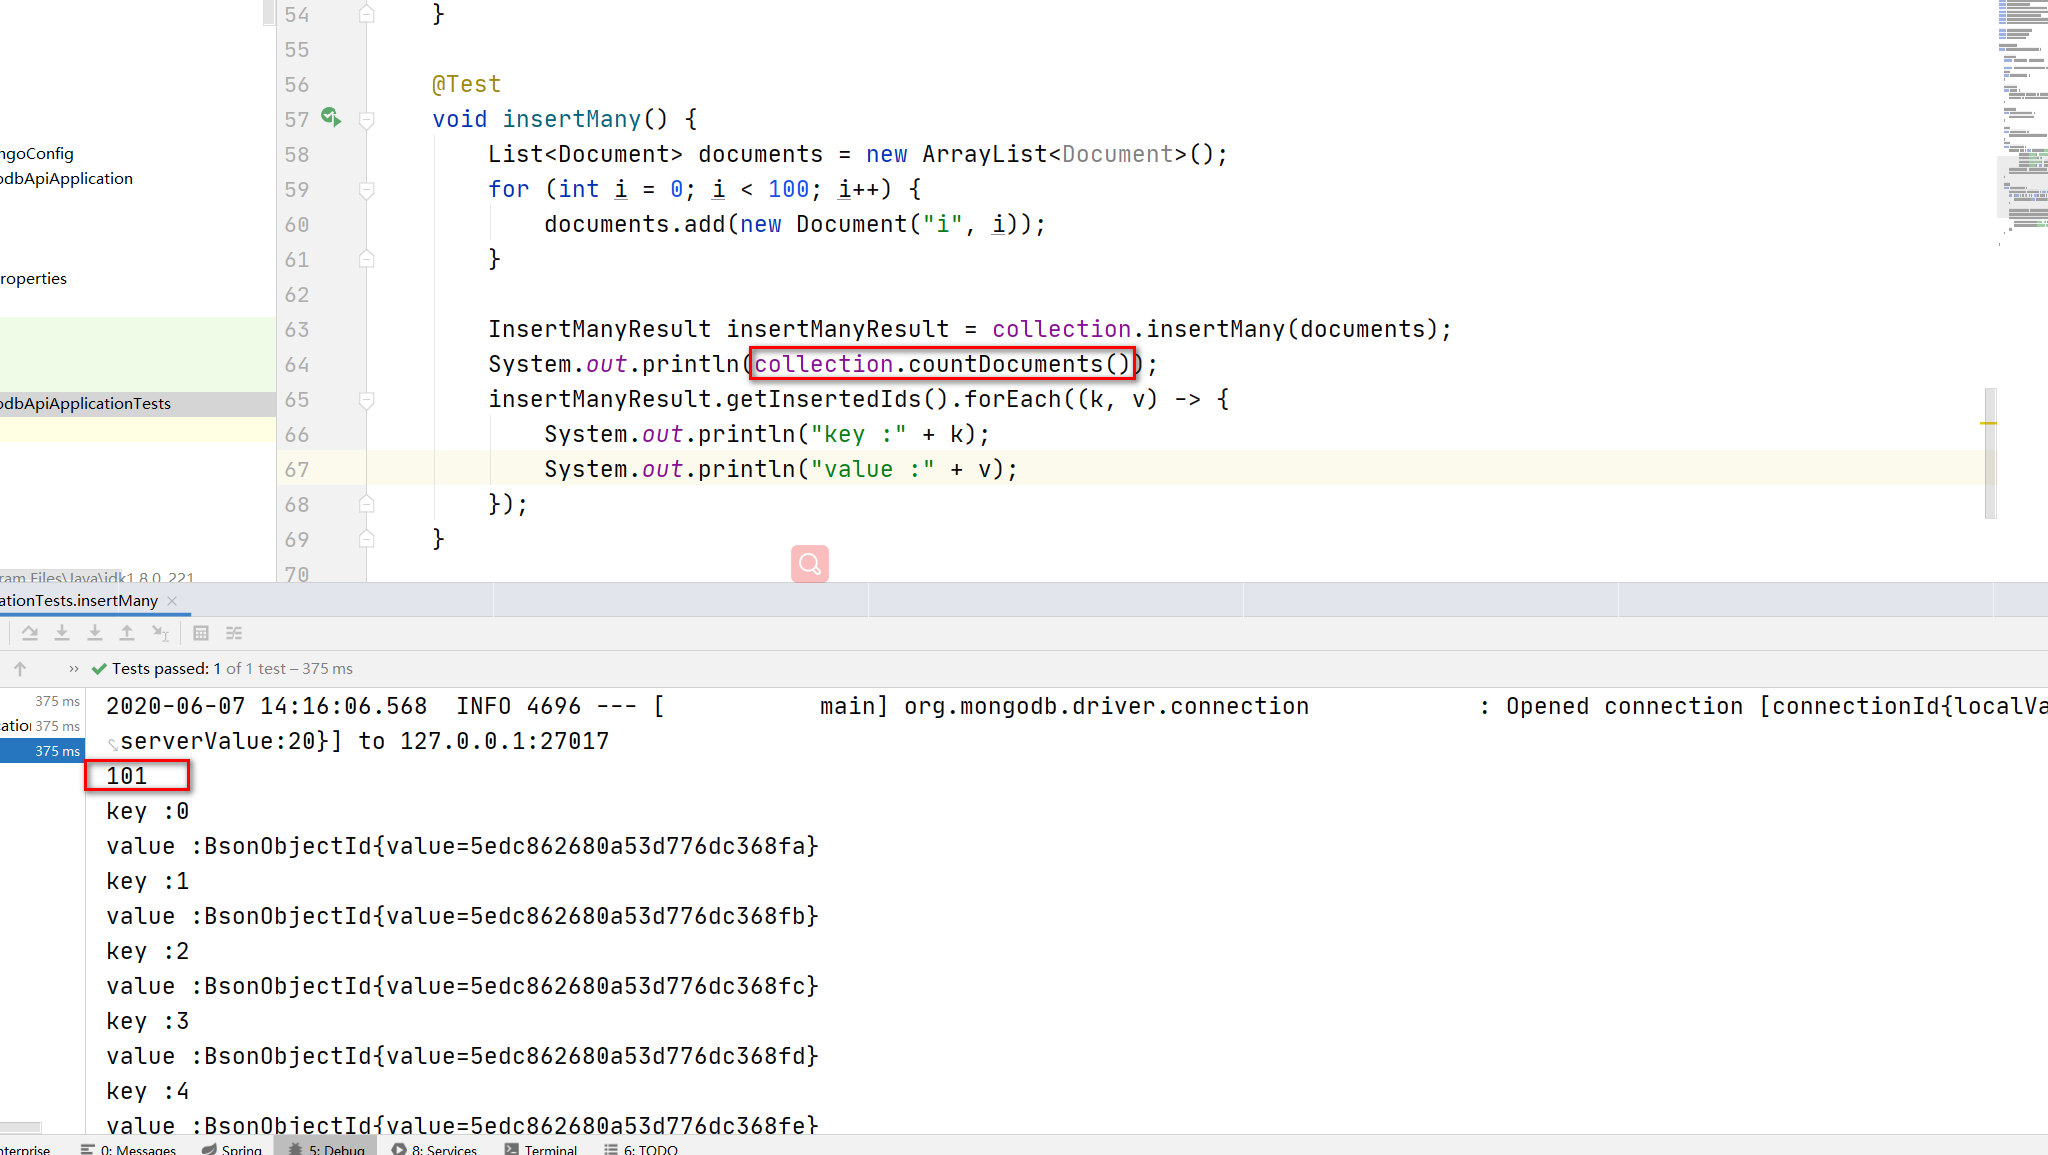 54 }
55
56 @Test
57 void insertMany() {
58 List<Document> documents = new ArrayList<Document>();
59 for (int i = 0; i < 100; i++) {
60 documents.add(new Document("i", i));
61 }
62
63 InsertManyResult insertManyResult = collection.insertMany(documents);
64 System.out.println(collection.countDocuments());
65 insertManyResult.getInsertedIds().forEach((k, v) -> {
66 System.out.println("key :" + k);
67 System.out.println("value :" + v);
68 });
69 }
70
ngoConfig
odbApiApplication
roperties
odbApiApplicationTests
ram Files\Java\jdk1.8.0_221
ationTests.insertMany
» Tests passed: 1 of 1 test – 375 ms
375 ms
catio 375 ms
375 ms
2020-06-07 14:16:06.568 INFO 4696 --- [ main] org.mongodb.driver.connection : Opened connection [connectionId{localVa
serverValue:20}] to 127.0.0.1:27017
101
key :0
value :BsonObjectId{value=5edc862680a53d776dc368fa}
key :1
value :BsonObjectId{value=5edc862680a53d776dc368fb}
key :2
value :BsonObjectId{value=5edc862680a53d776dc368fc}
key :3
value :BsonObjectId{value=5edc862680a53d776dc368fd}
key :4
value :BsonObjectId{value=5edc862680a53d776dc368fe}
nterprise 0: Messages Spring 5: Debug 8: Services Terminal 6: TODO